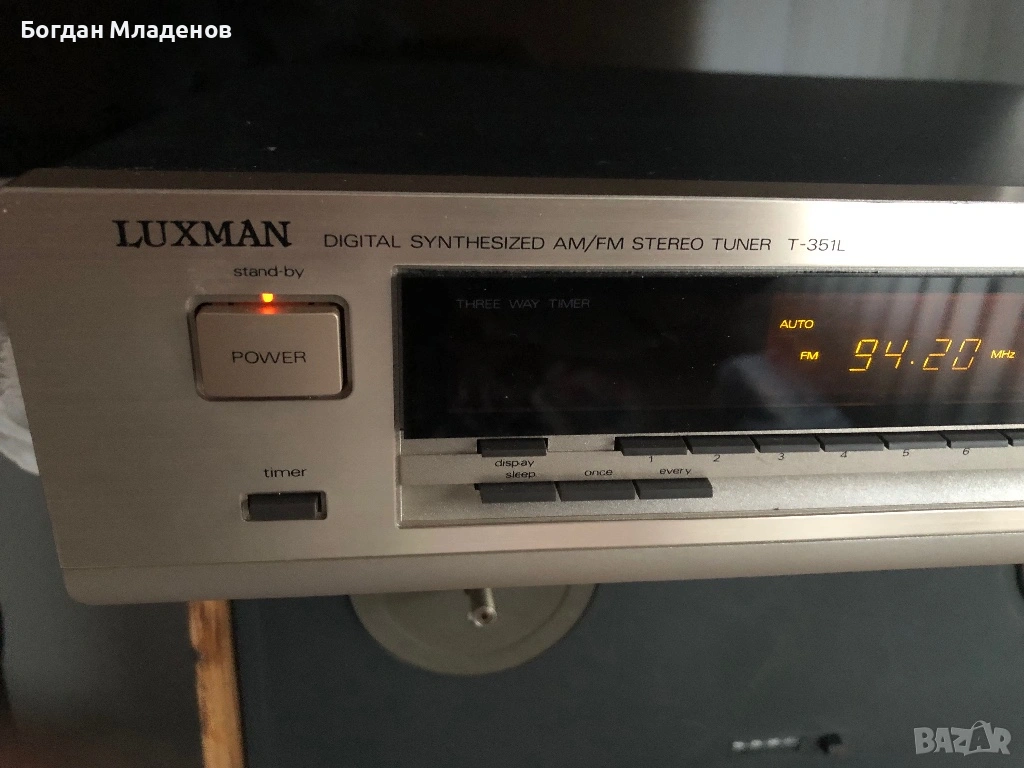 Богдан Младенов
LUXMAN DIGITAL SYNTHESIZED AM/FM STEREO TUNER T-351L
stand-by
THREE WAY TIMER
AUTO
POWER
FM 94.20 MHz
1 2 3 4 5 6
display
timer
sleep once every
BAZAR